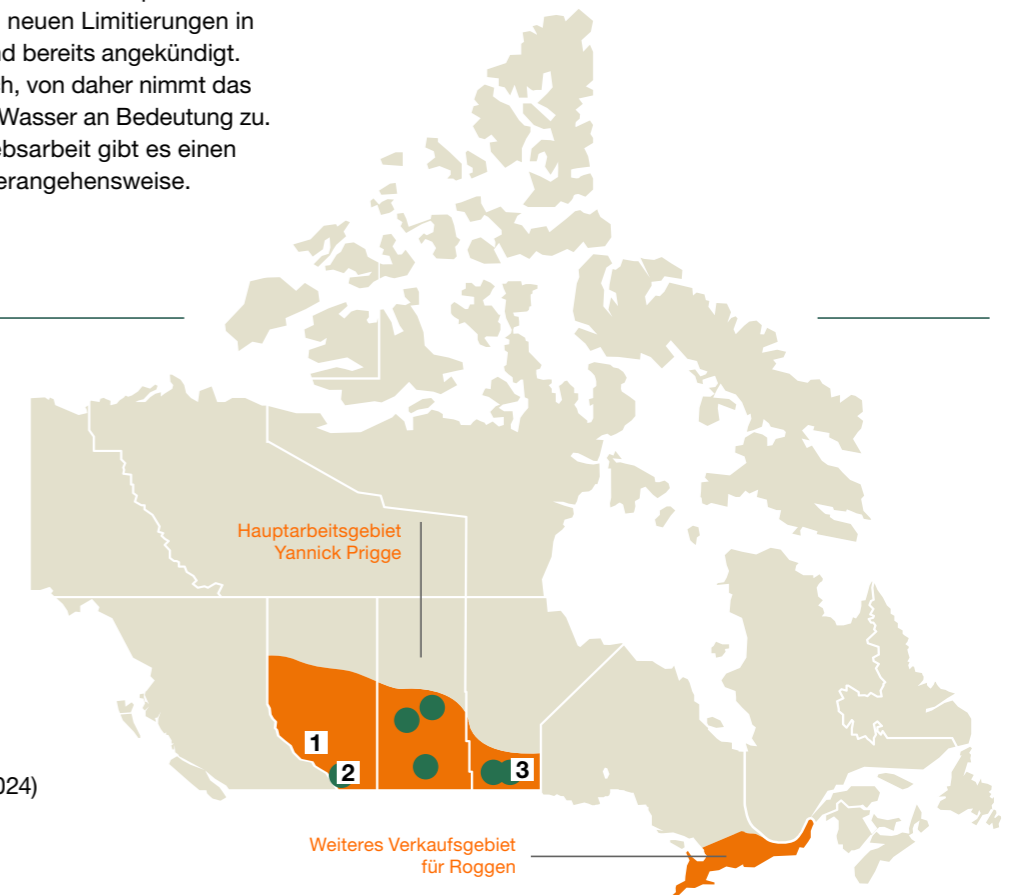 neuen Limitierungen in
nd bereits angekündigt.
ch, von daher nimmt das
Wasser an Bedeutung zu.
ebsarbeit gibt es einen
erangehensweise.
Hauptarbeitsgebiet
Yannick Prigge
1
2
3
024)
Weiteres Verkaufsgebiet
für Roggen